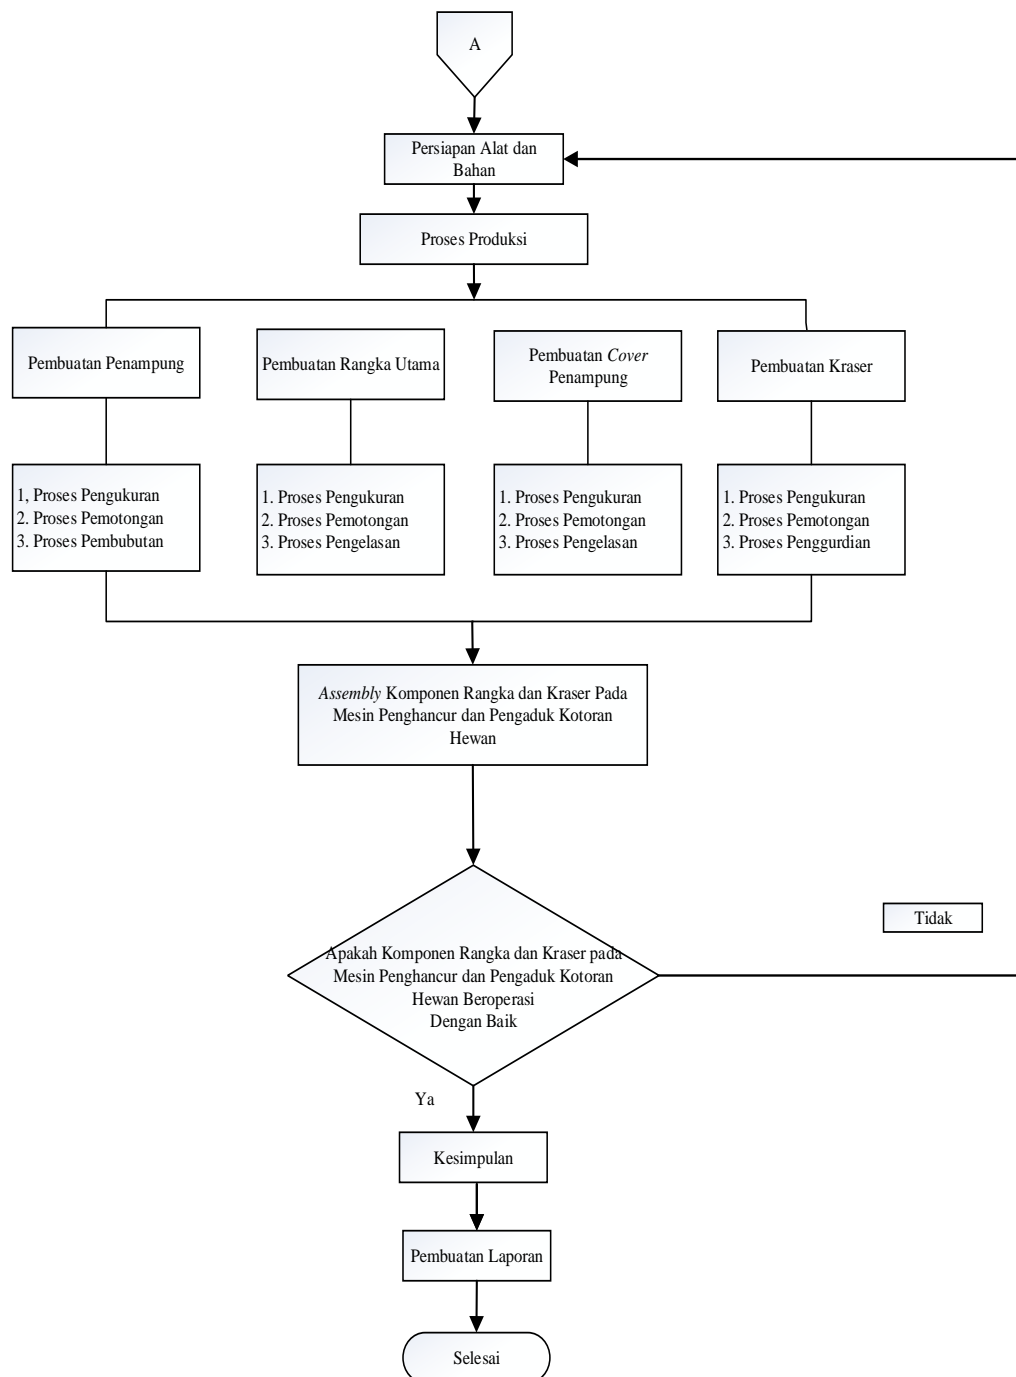 A
Persiapan Alat dan
Bahan
Proses Produksi
Pembuatan Penampung
Pembuatan Rangka Utama
Pembuatan Cover
Penampung
Pembuatan Kraser
1, Proses Pengukuran
2. Proses Pemotongan
3. Proses Pembubutan
1. Proses Pengukuran
2. Proses Pemotongan
3. Proses Pengelasan
1. Proses Pengukuran
2. Proses Pemotongan
3. Proses Pengelasan
1. Proses Pengukuran
2. Proses Pemotongan
3. Proses Penggurdian
Assembly Komponen Rangka dan Kraser Pada
Mesin Penghancur dan Pengaduk Kotoran
Hewan
Tidak
Apakah Komponen Rangka dan Kraser pada
Mesin Penghancur dan Pengaduk Kotoran
Hewan Beroperasi
Dengan Baik
Ya
Kesimpulan
Pembuatan Laporan
Selesai